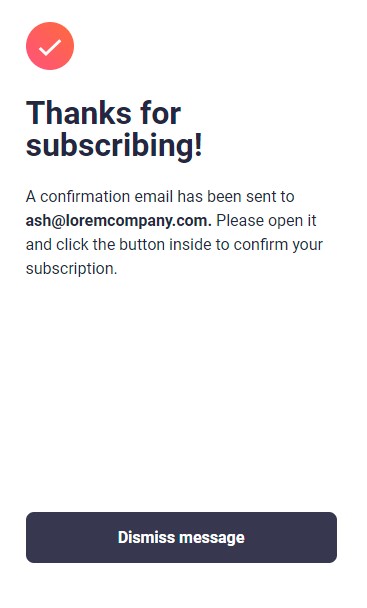 Thanks for
subscribing!
A confirmation email has been sent to
ash@loremcompany.com. Please open it
and click the button inside to confirm your
subscription.
Dismiss message